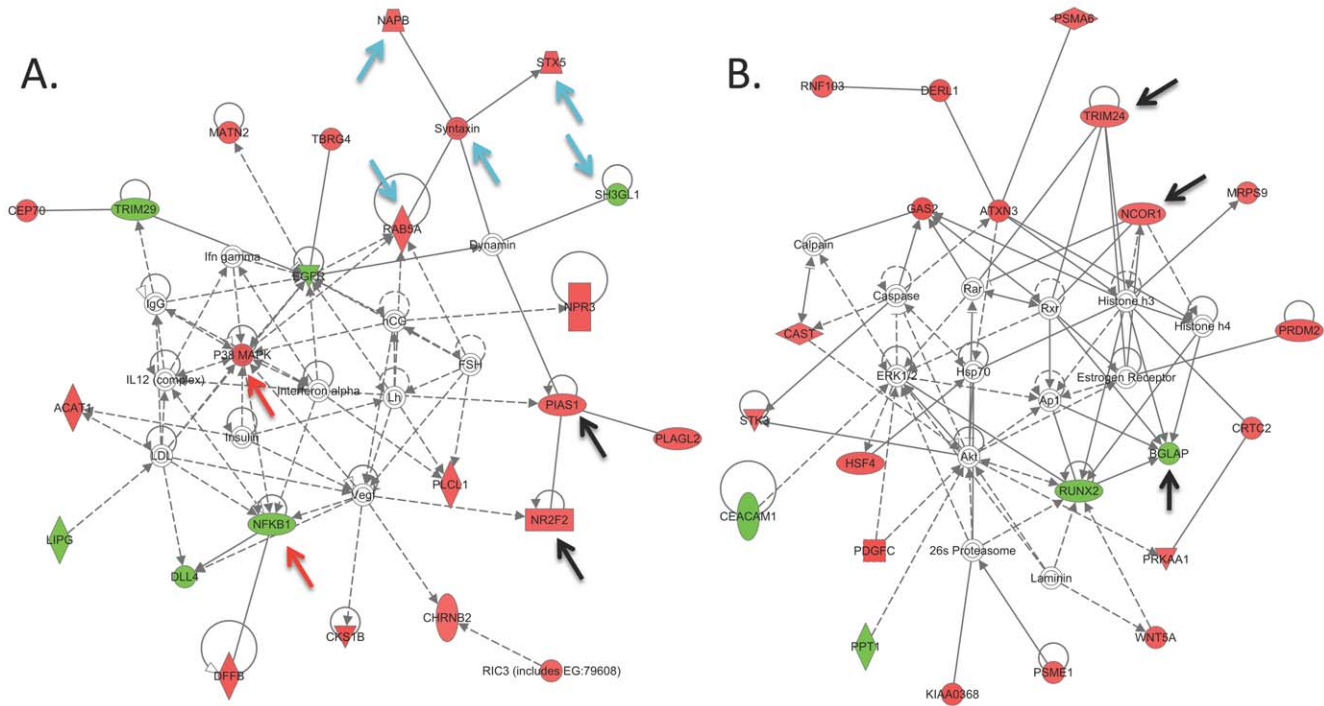 A.
NAPB
STX5
MATN2
TBRG4
Syntaxin
SH3GL1
CEP70
TRIM29
RAB5A
Dynamin
Ifn gamma
EGFR
IgG
NPR3
hCG
P38 MAPK
FSH
IL12 (complex)
Interferon alpha
Lh
ACAT1
PIAS1
Insulin
PLAGL2
LDL
PLCL1
Vegf
NFKB1
NR2F2
LIPG
DLL4
CHRNB2
CKS1B
RIC3 (includes EG:79608)
DFFB
B.
PSMA6
RNF103
DERL1
TRIM24
GAS2
ATXN3
NCOR1
MRPS9
Calpain
Caspase
Rar
Rxr
Histone h3
Histone h4
CAST
PRDM2
ERK1/2
Hsp70
Estrogen Receptor
Ap1
STK3
CRTC2
HSF4
Akt
BGLAP
RUNX2
CEACAM1
PDGFC
26s Proteasome
PRKAA1
Laminin
PPT1
WNT5A
PSME1
KIAA0368